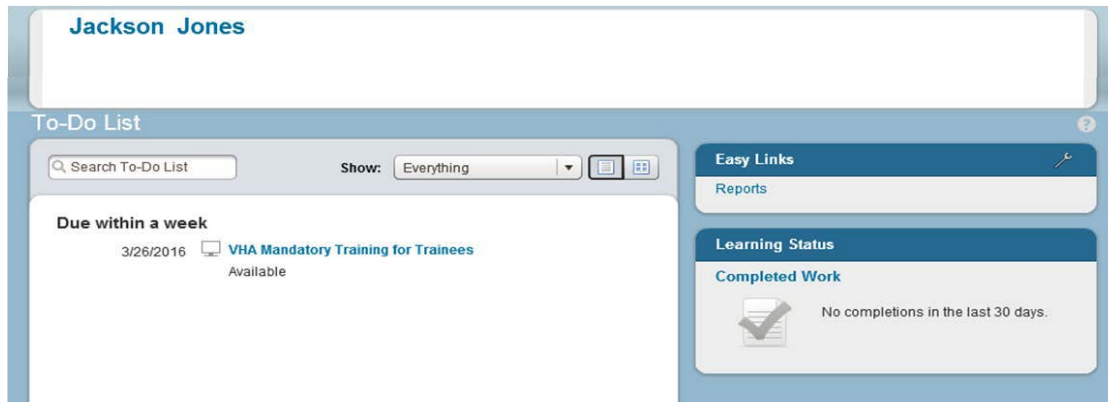 Jackson Jones
To-Do List
?
Search To-Do List
Show:
Everything
Due within a week
3/26/2016
VHA Mandatory Training for Trainees
Available
Easy Links
Reports
Learning Status
Completed Work
No completions in the last 30 days.